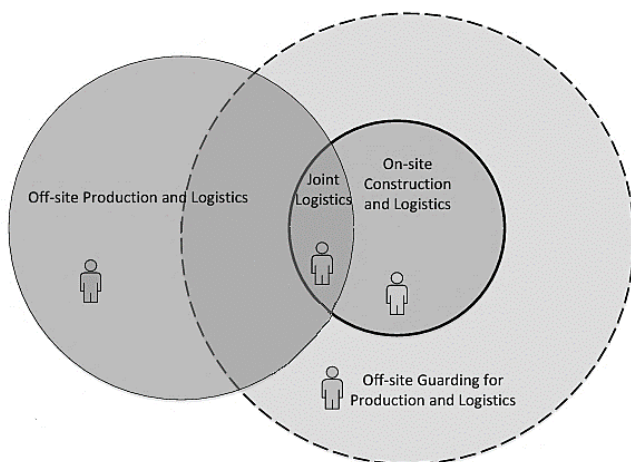 Off-site Production and Logistics
Joint
Logistics
On-site
Construction
and Logistics
Off-site Guarding for
Production and Logistics